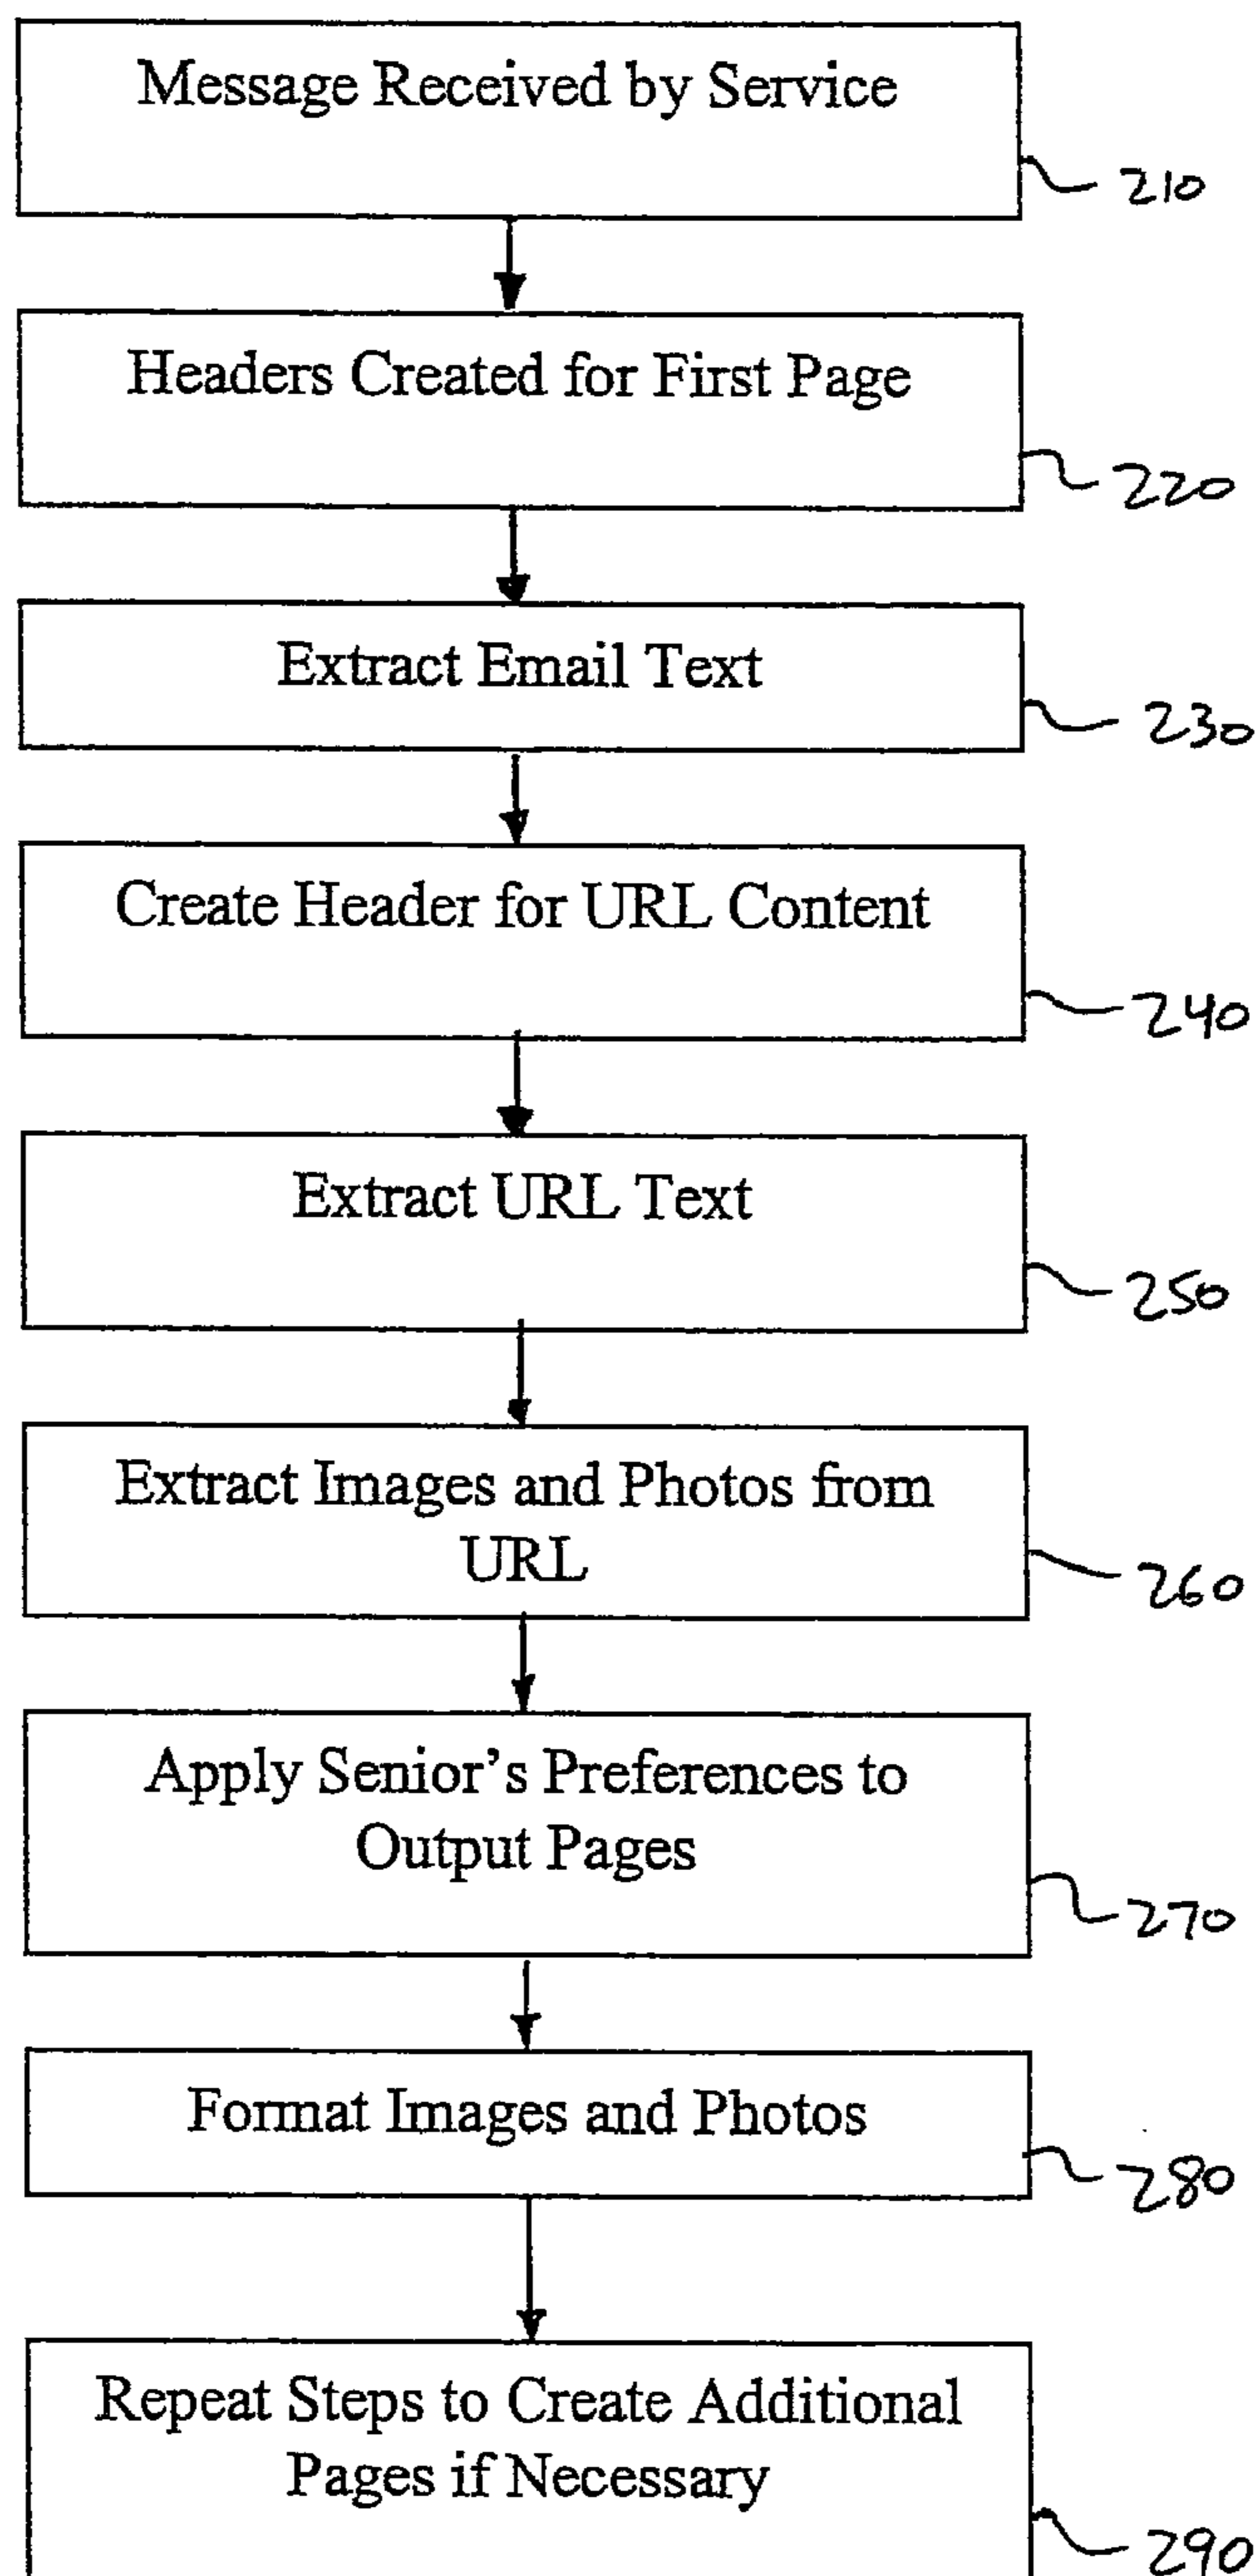 Message Received by Service
210
Headers Created for First Page
220
Extract Email Text
230
Create Header for URL Content
240
Extract URL Text
250
Extract Images and Photos from
URL
260
Apply Senior's Preferences to
Output Pages
270
Format Images and Photos
280
Repeat Steps to Create Additional
Pages if Necessary
290